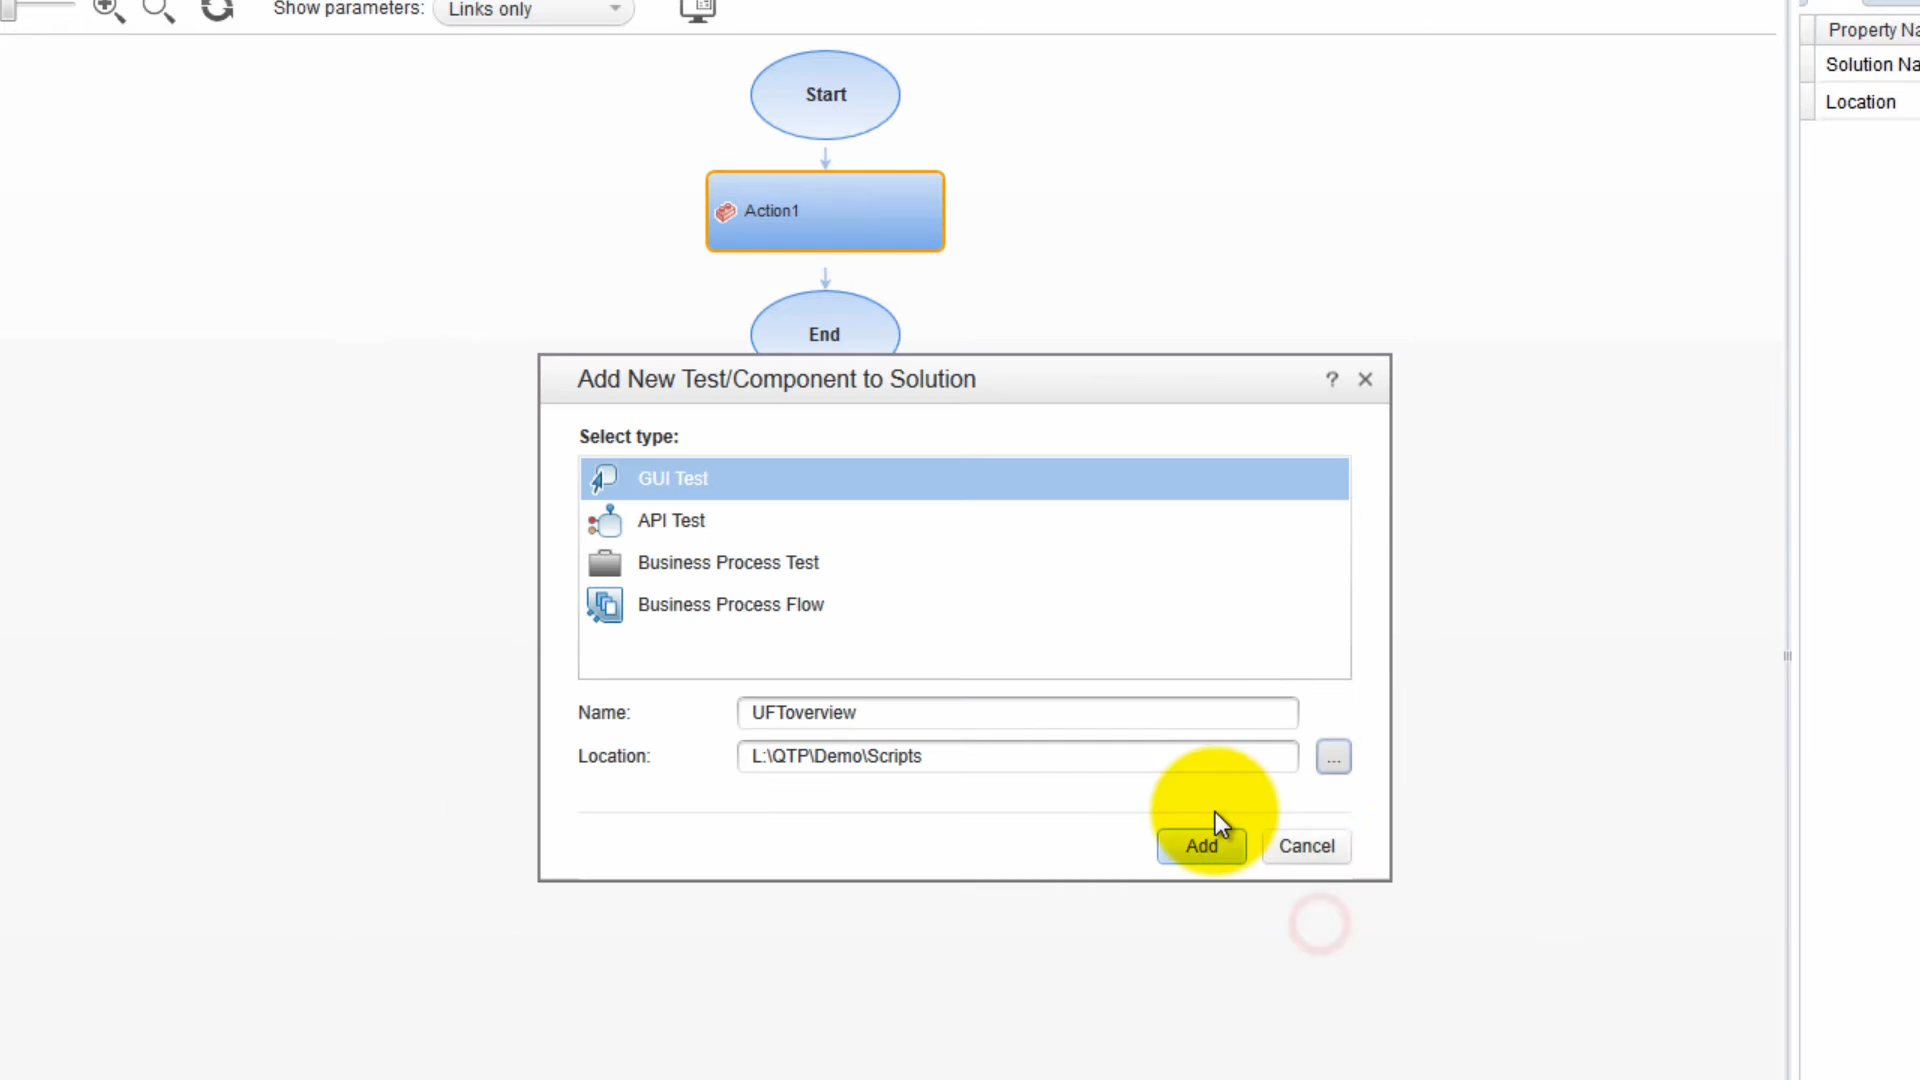 Show parameters: Links only
Start
Action1
End
Property Na
Solution Na
Location
Add New Test/Component to Solution ?
Select type:
GUI Test
API Test
Business Process Test
Business Process Flow
Name: UFToverview
Location: L:\QTP\Demo\Scripts ...
Add Cancel